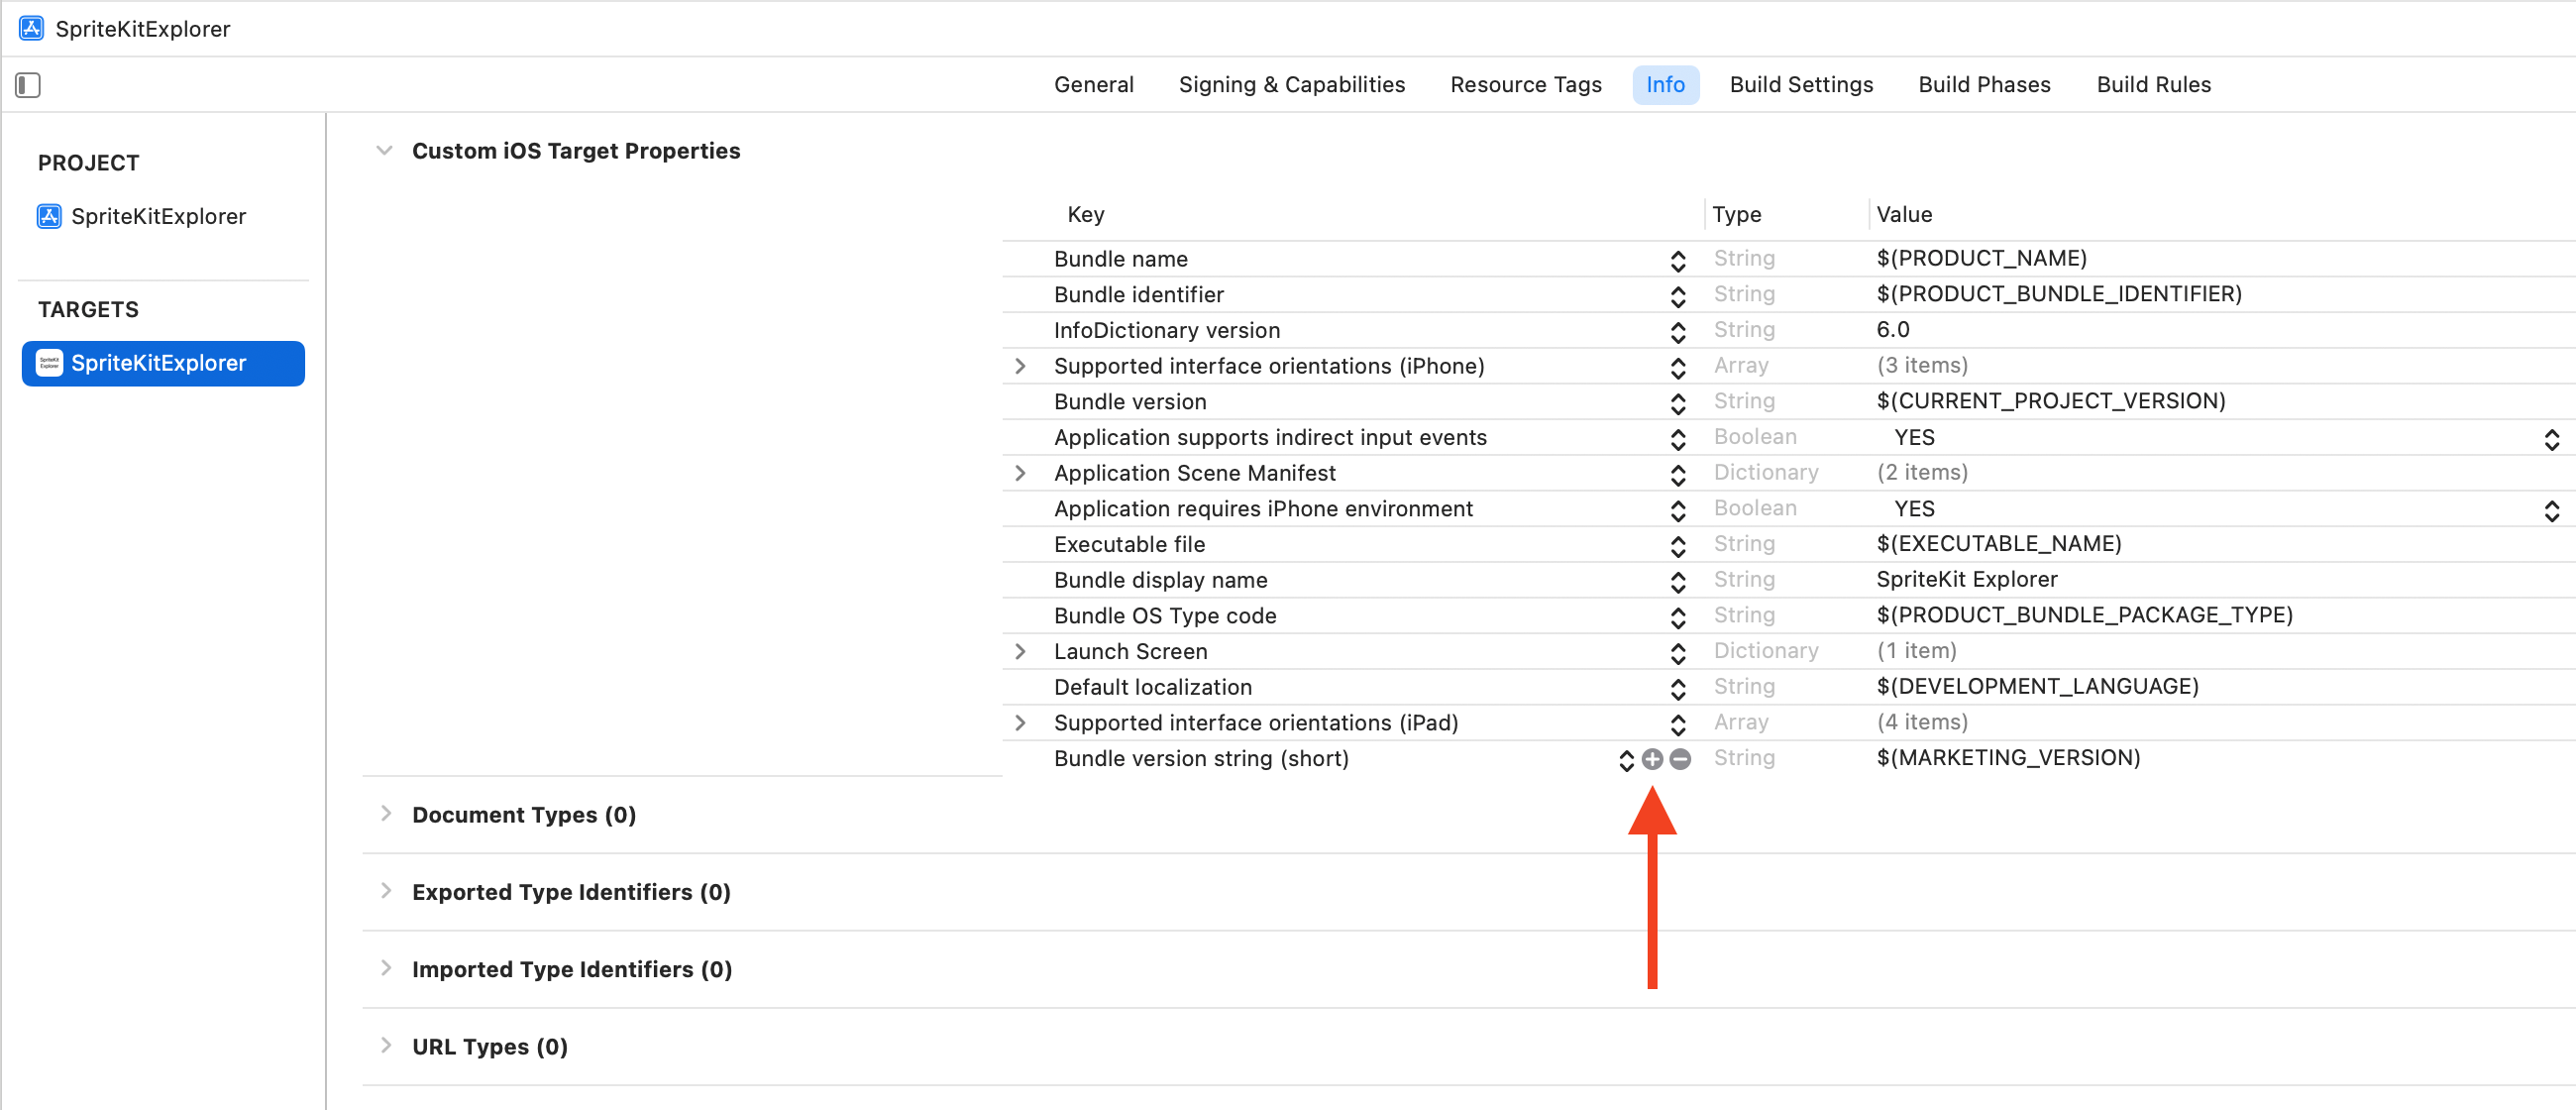 SpriteKitExplorer
General Signing & Capabilities Resource Tags Info Build Settings Build Phases Build Rules
PROJECT
SpriteKitExplorer
TARGETS
SpriteKit Explorer SpriteKitExplorer
Custom iOS Target Properties
Key Type Value
Bundle name String $(PRODUCT_NAME)
Bundle identifier String $(PRODUCT_BUNDLE_IDENTIFIER)
InfoDictionary version String 6.0
Supported interface orientations (iPhone) Array (3 items)
Bundle version String $(CURRENT_PROJECT_VERSION)
Application supports indirect input events Boolean YES
Application Scene Manifest Dictionary (2 items)
Application requires iPhone environment Boolean YES
Executable file String $(EXECUTABLE_NAME)
Bundle display name String SpriteKit Explorer
Bundle OS Type code String $(PRODUCT_BUNDLE_PACKAGE_TYPE)
Launch Screen Dictionary (1 item)
Default localization String $(DEVELOPMENT_LANGUAGE)
Supported interface orientations (iPad) Array (4 items)
Bundle version string (short) String $(MARKETING_VERSION)
Document Types (0)
Exported Type Identifiers (0)
Imported Type Identifiers (0)
URL Types (0)